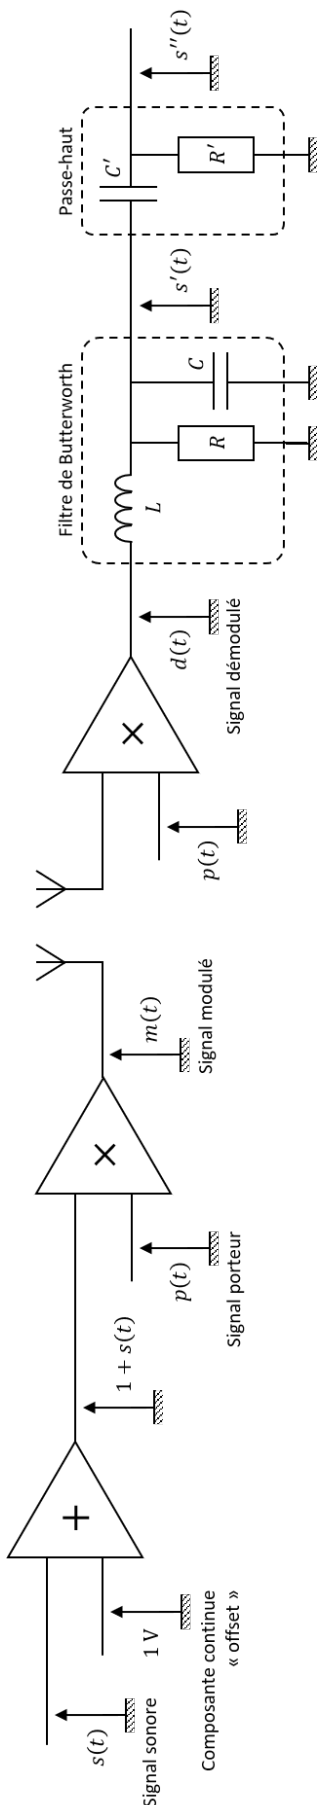 s(t)
Signal sonore
1 V
Composante continue
« offset »
+
1 + s(t)
p(t)
Signal porteur
×
m(t)
Signal modulé
p(t)
×
d(t)
Signal démodulé
Filtre de Butterworth
L
R
C
s′(t)
Passe-haut
C′
R′
s′′(t)